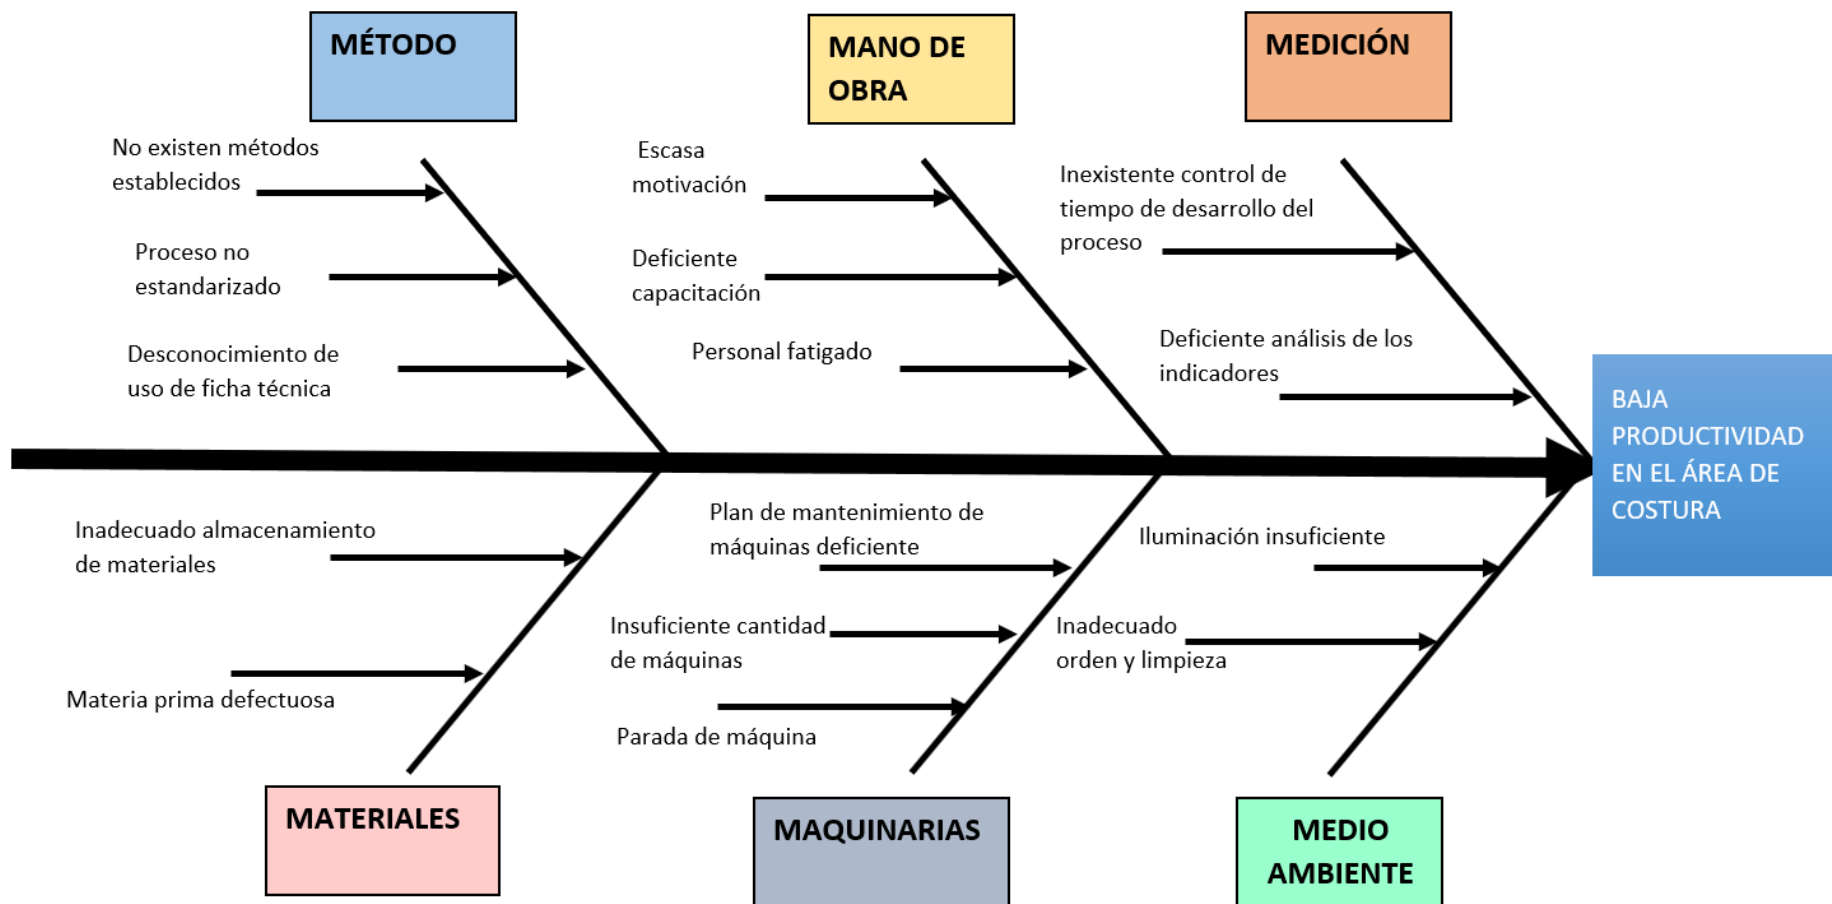 MÉTODO
MANO DE
OBRA
MEDICIÓN
No existen métodos
establecidos
Proceso no
estandarizado
Desconocimiento de
uso de ficha técnica
Escasa
motivación
Deficiente
capacitación
Personal fatigado
Inexistente control de
tiempo de desarrollo del
proceso
Deficiente análisis de los
indicadores
BAJA
PRODUCTIVIDAD
EN EL ÁREA DE
COSTURA
Inadecuado almacenamiento
de materiales
Materia prima defectuosa
Plan de mantenimiento de
máquinas deficiente
Insuficiente cantidad
de máquinas
Parada de máquina
Iluminación insuficiente
Inadecuado
orden y limpieza
MATERIALES
MAQUINARIAS
MEDIO
AMBIENTE